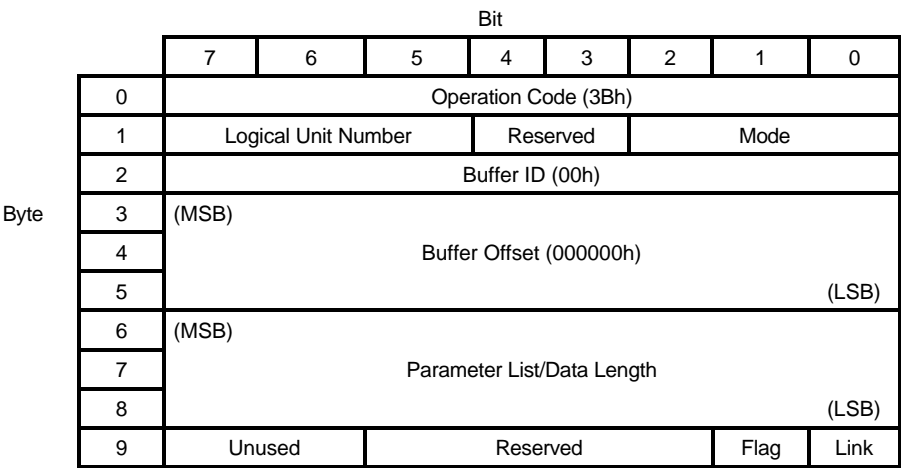 Bit
7 6 5 4 3 2 1 0
0 Operation Code (3Bh)
1 Logical Unit Number Reserved Mode
2 Buffer ID (00h)
Byte 3 (MSB)
4 Buffer Offset (000000h)
5 (LSB)
6 (MSB)
7 Parameter List/Data Length
8 (LSB)
9 Unused Reserved Flag Link